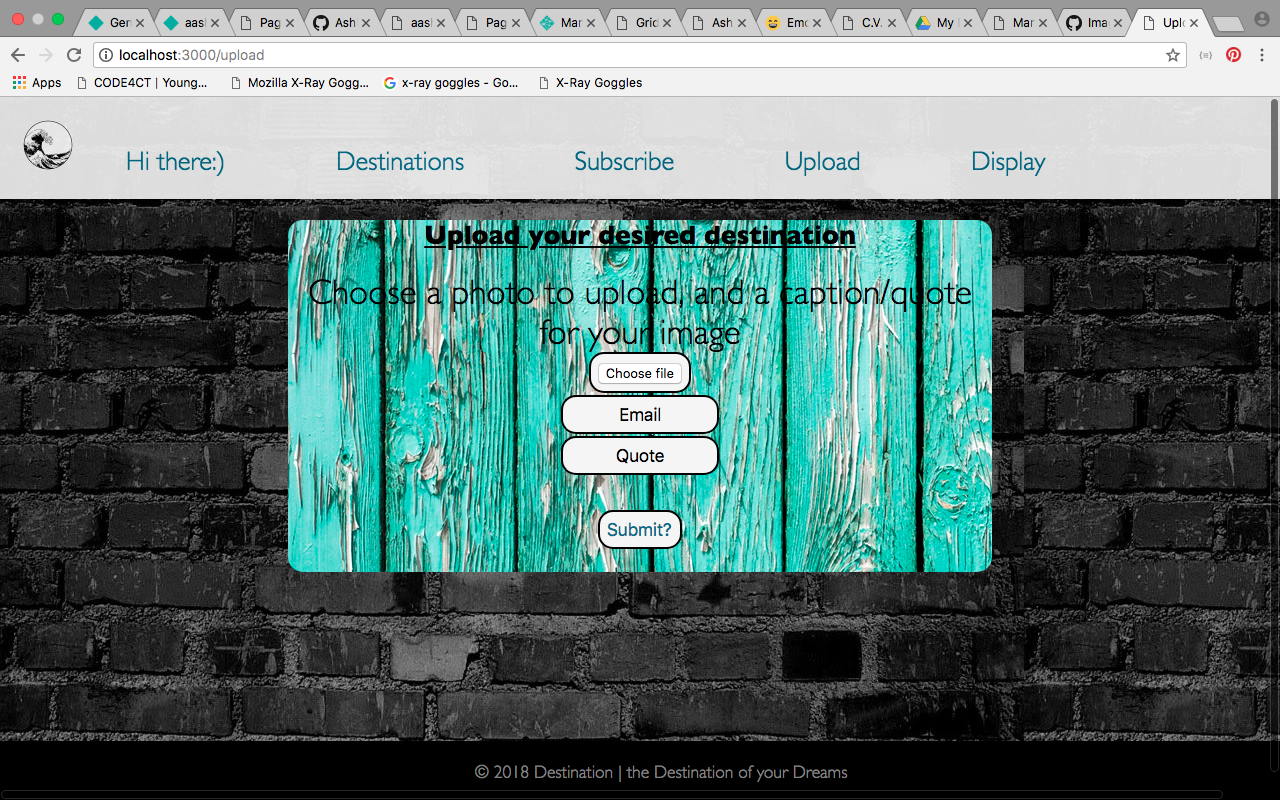 Ger
aasl
Pag
Ash
aasl
Pag
Mar
Grid
Ash
Emo
C.V.
My
Mar
Ima
Uplo
localhost:3000/upload
Apps
CODE4CT | Young...
Mozilla X-Ray Gogg...
x-ray goggles - Go...
X-Ray Goggles
Hi there:)
Destinations
Subscribe
Upload
Display
Upload your desired destination
Choose a photo to upload, and a caption/quote
for your image
Choose file
Email
Quote
Submit?
© 2018 Destination | the Destination of your Dreams